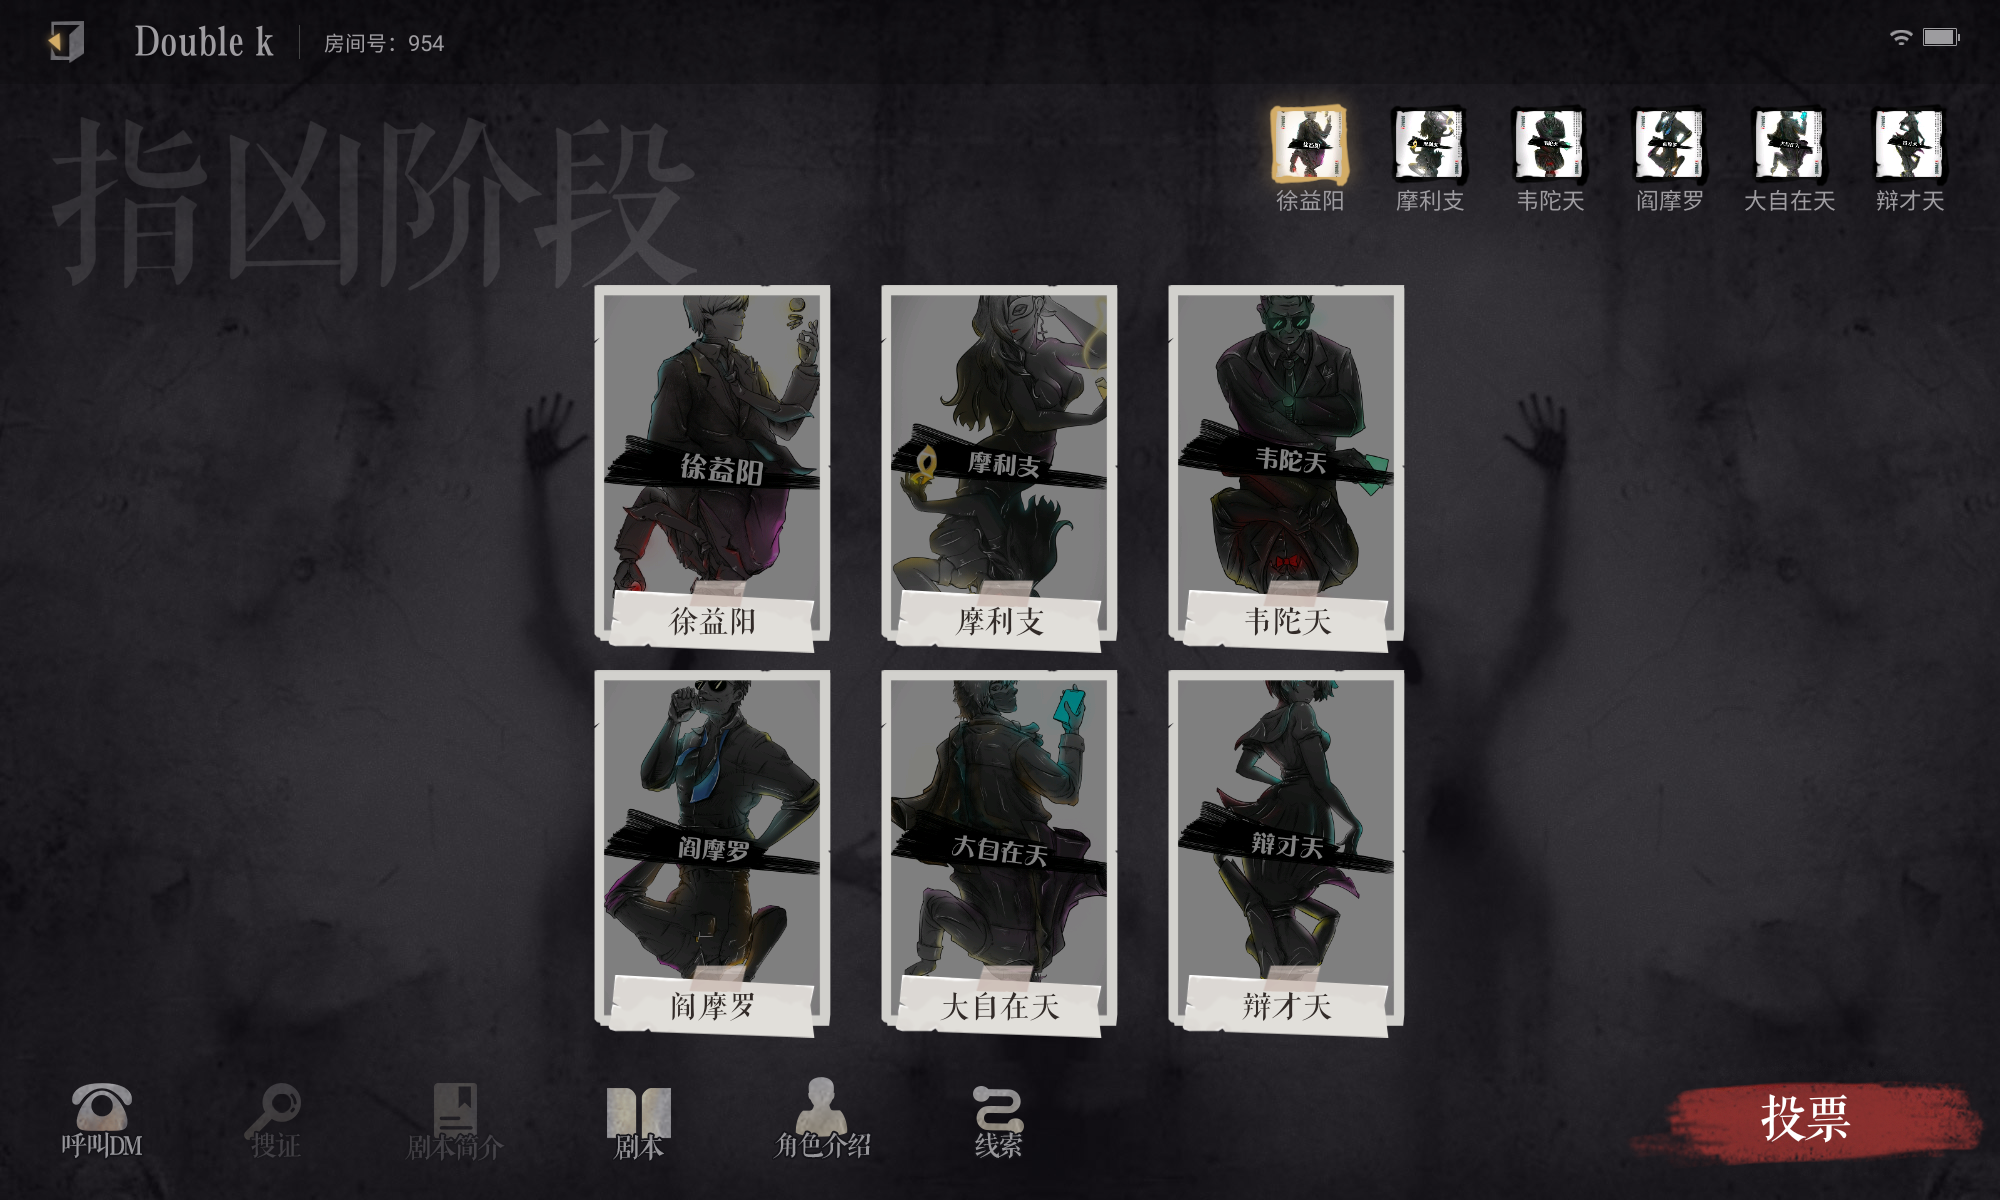 Double k
房间号：954
指凶阶段
徐益阳
摩利支
韦陀天
阎摩罗
大自在天
辩才天
徐益阳
摩利支
韦陀天
徐益阳
摩利支
韦陀天
阎摩罗
大自在天
辩才天
阎摩罗
大自在天
辩才天
呼叫DM
搜证
剧本简介
剧本
角色介绍
线索
投票